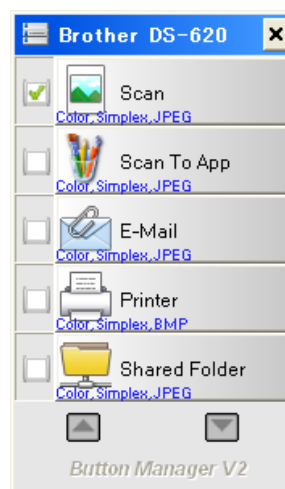 Brother DS-620
Scan
Color,Simplex,JPEG
Scan To App
Color,Simplex,JPEG
E-Mail
Color,Simplex,JPEG
Printer
Color,Simplex,BMP
Shared Folder
Color,Simplex,JPEG
Button Manager V2